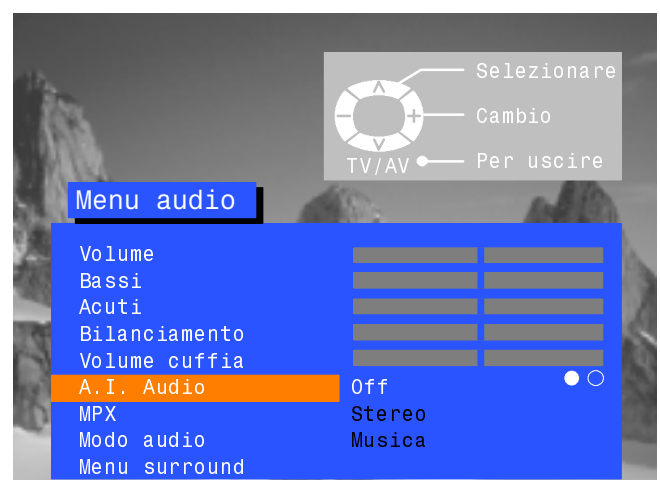 Selezionare
Cambio
TV/AV Per uscire
Menu audio
Volume
Bassi
Acuti
Bilanciamento
Volume cuffia
A.I. Audio Off
MPX Stereo
Modo audio Musica
Menu surround